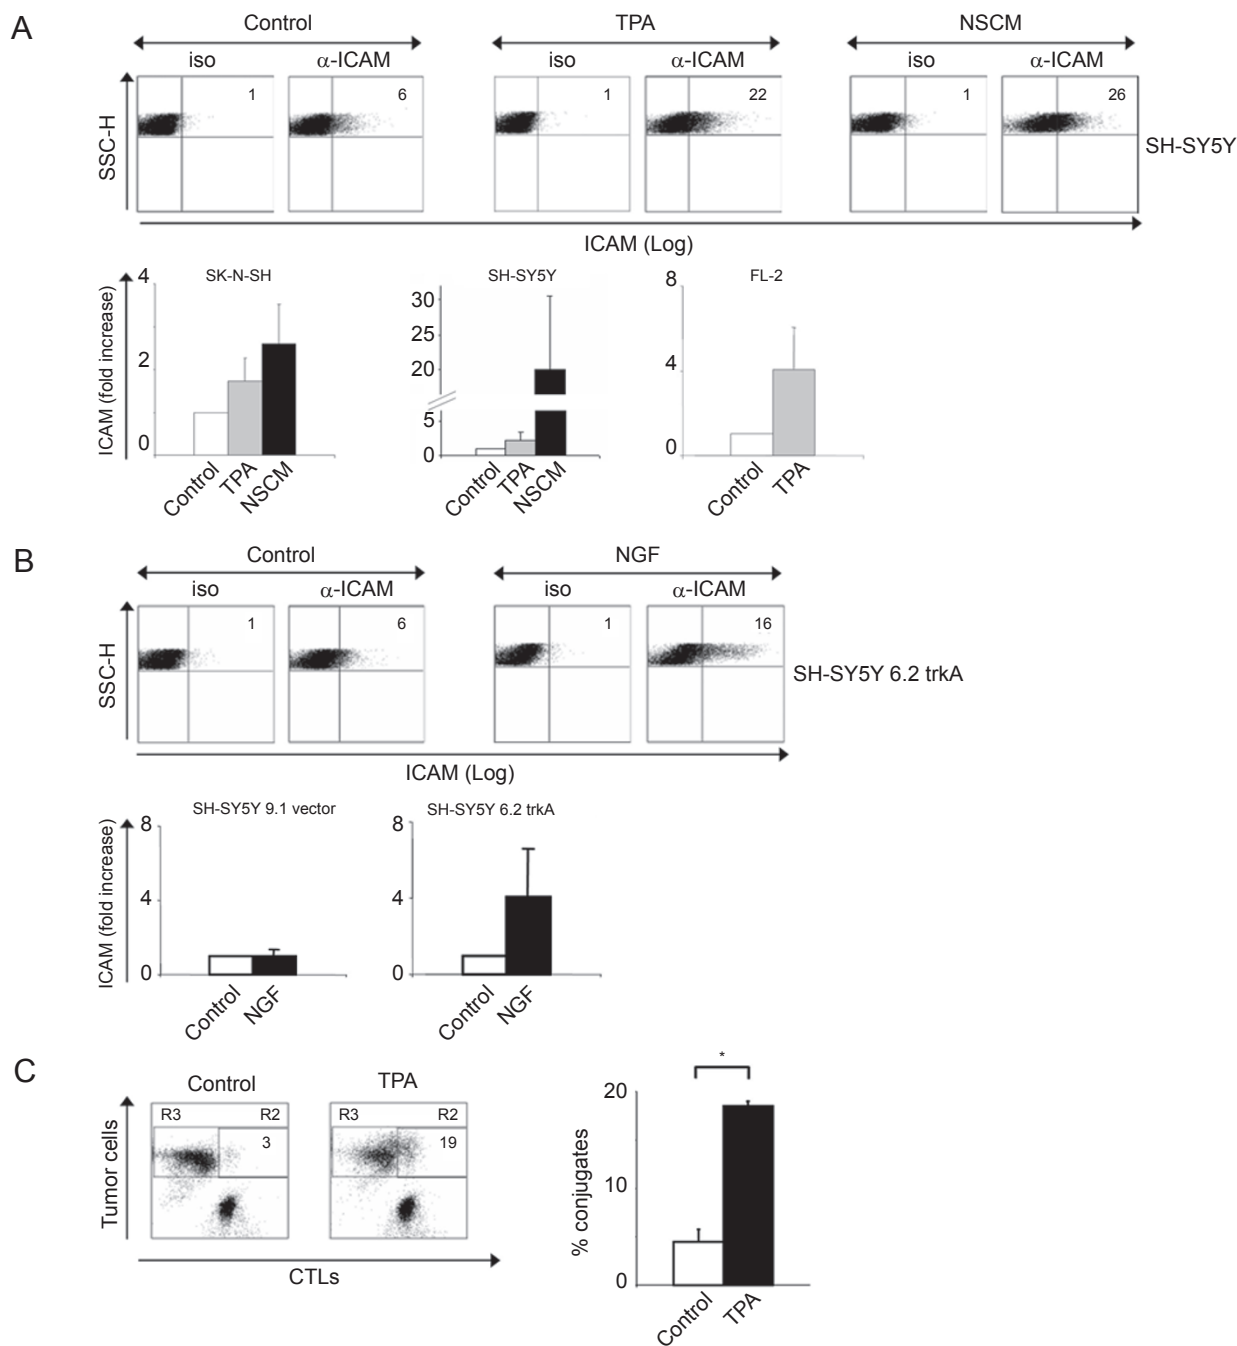 A
Control TPA NSCM
iso α-ICAM iso α-ICAM iso α-ICAM
1 6 1 22 1 26
SSC-H
SH-SY5Y
ICAM (Log)
SK-N-SH SH-SY5Y FL-2
ICAM (fold increase)
4
2
0
Control TPA NSCM
30
25
20
5
0
Control TPA NSCM
8
4
0
Control TPA
B
Control NGF
iso α-ICAM iso α-ICAM
1 6 1 16
SSC-H
SH-SY5Y 6.2 trkA
ICAM (Log)
SH-SY5Y 9.1 vector SH-SY5Y 6.2 trkA
ICAM (fold increase)
8
4
0
Control NGF
8
4
0
Control NGF
C
Control TPA
R3 R2 R3 R2
3 19
Tumor cells
CTLs
*
% conjugates
20
10
0
Control TPA